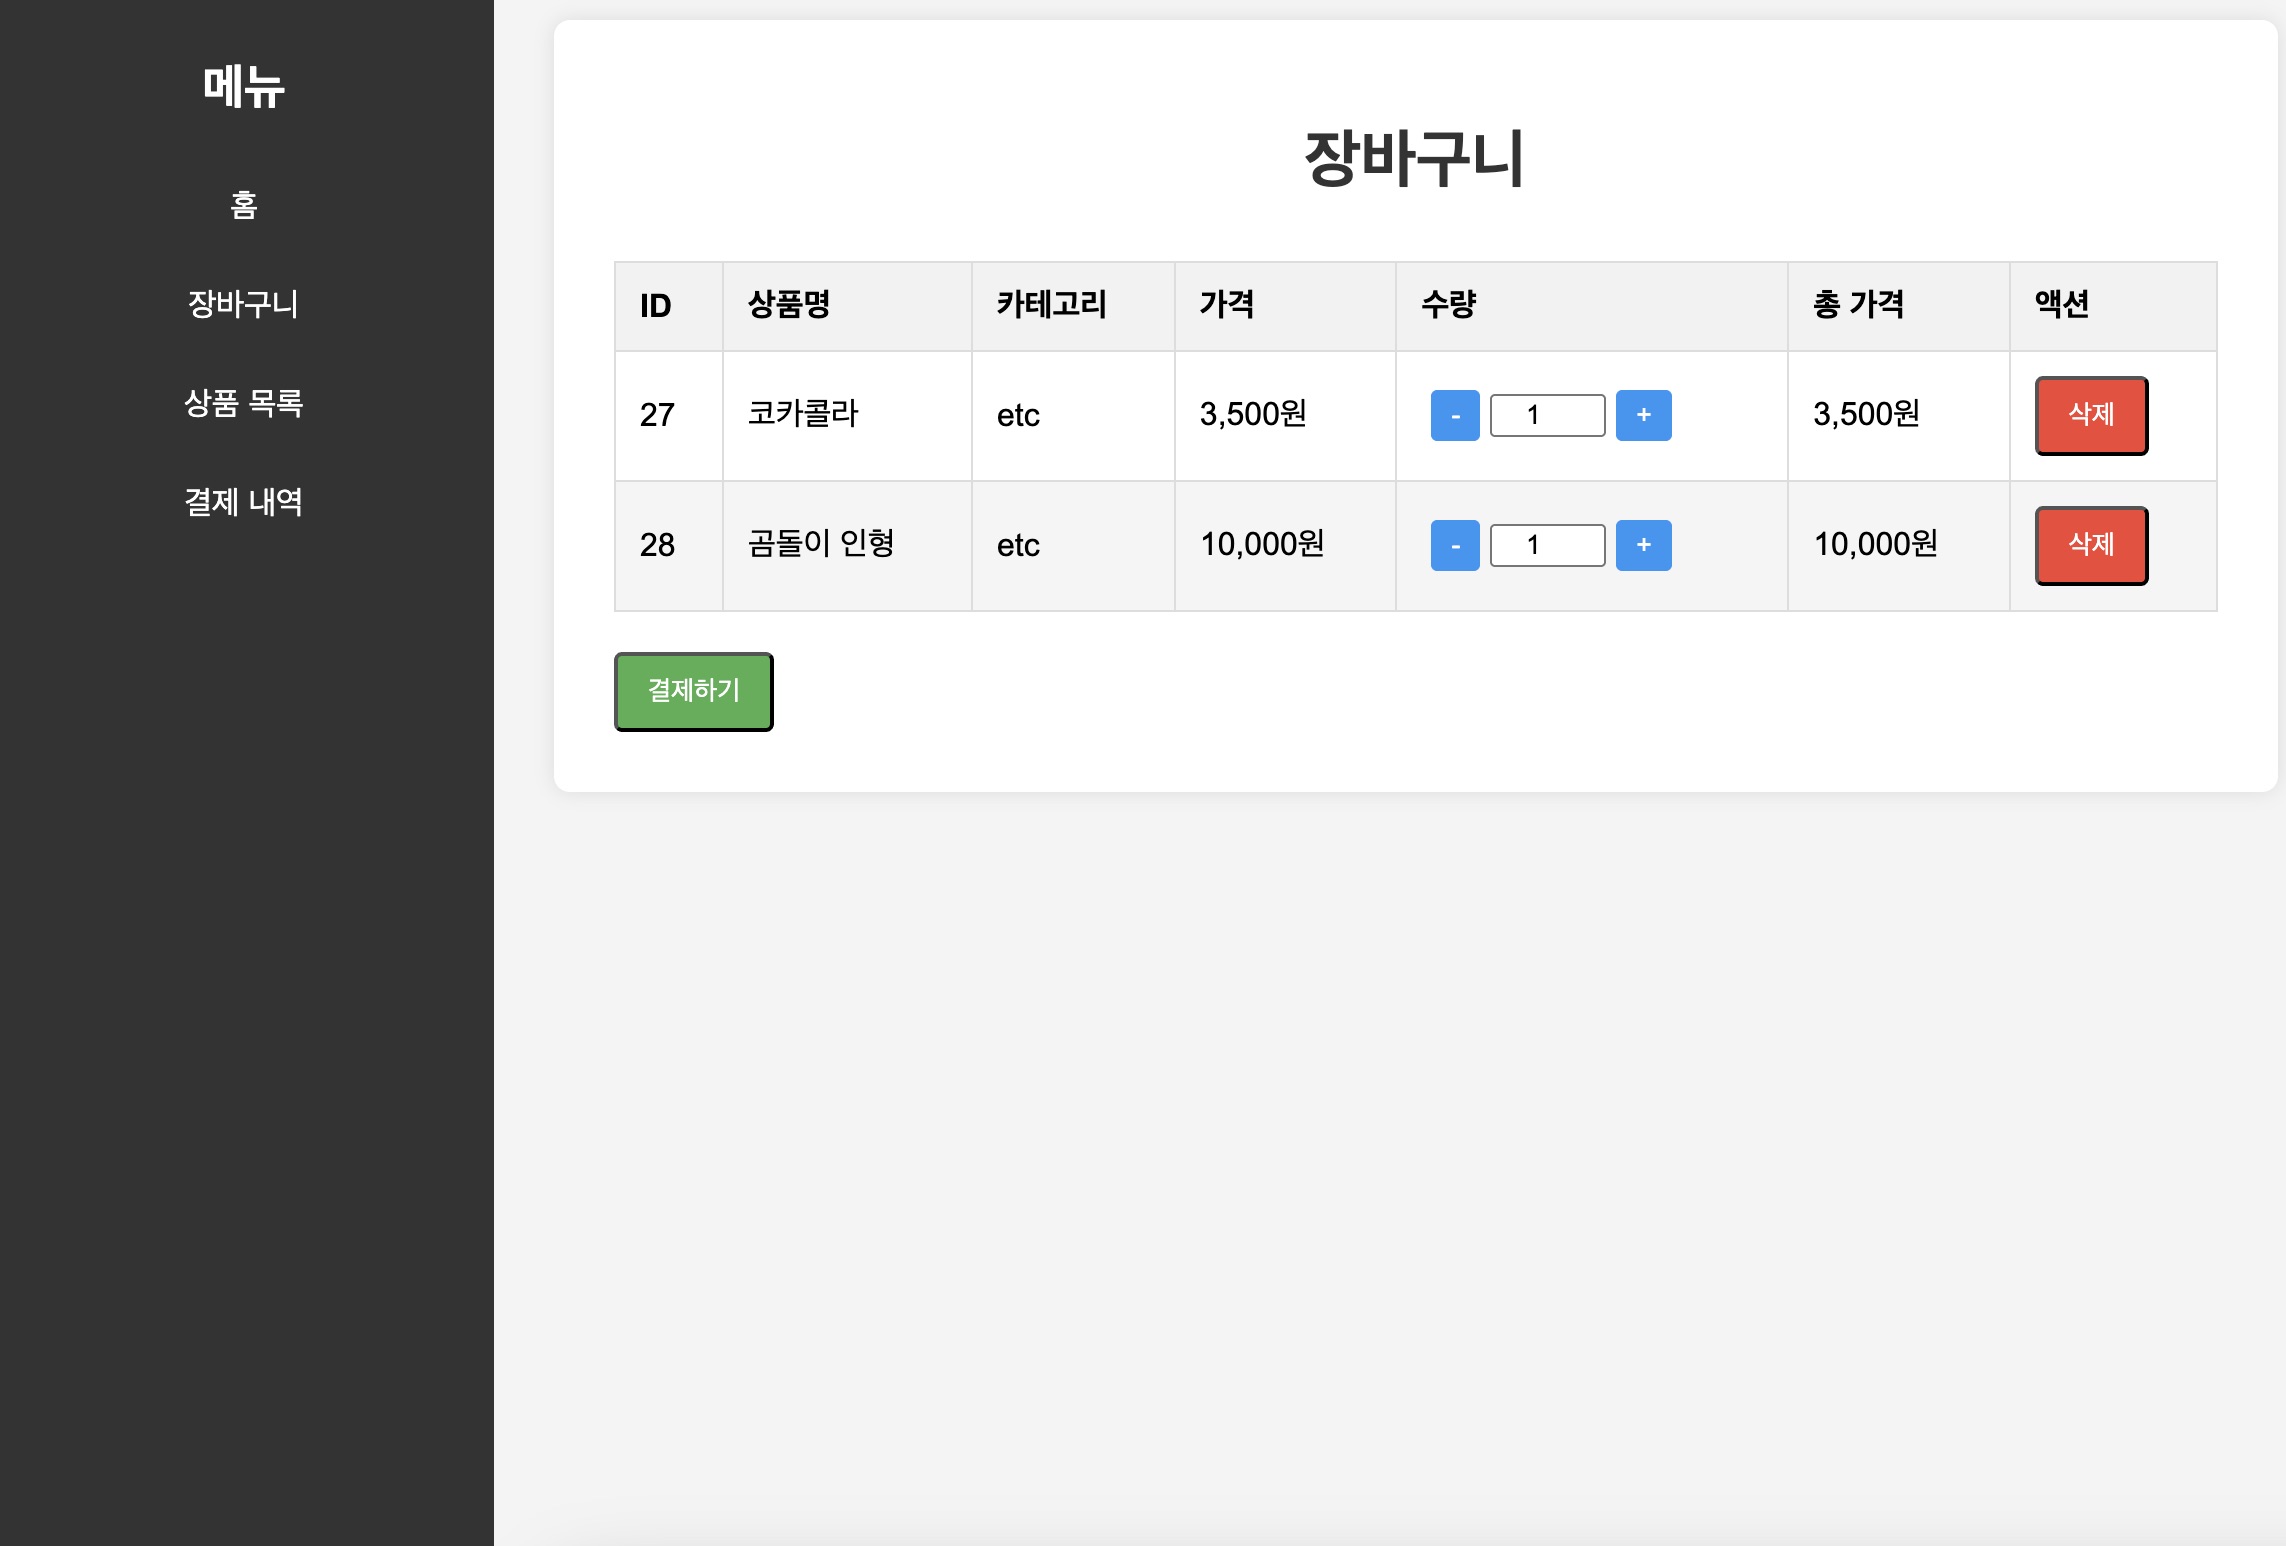 메뉴
홈
장바구니
상품 목록
결제 내역
장바구니
ID 상품명 카테고리 가격 수량 총 가격 액션
27 코카콜라 etc 3,500원 - 1 + 3,500원 삭제
28 곰돌이 인형 etc 10,000원 - 1 + 10,000원 삭제
결제하기